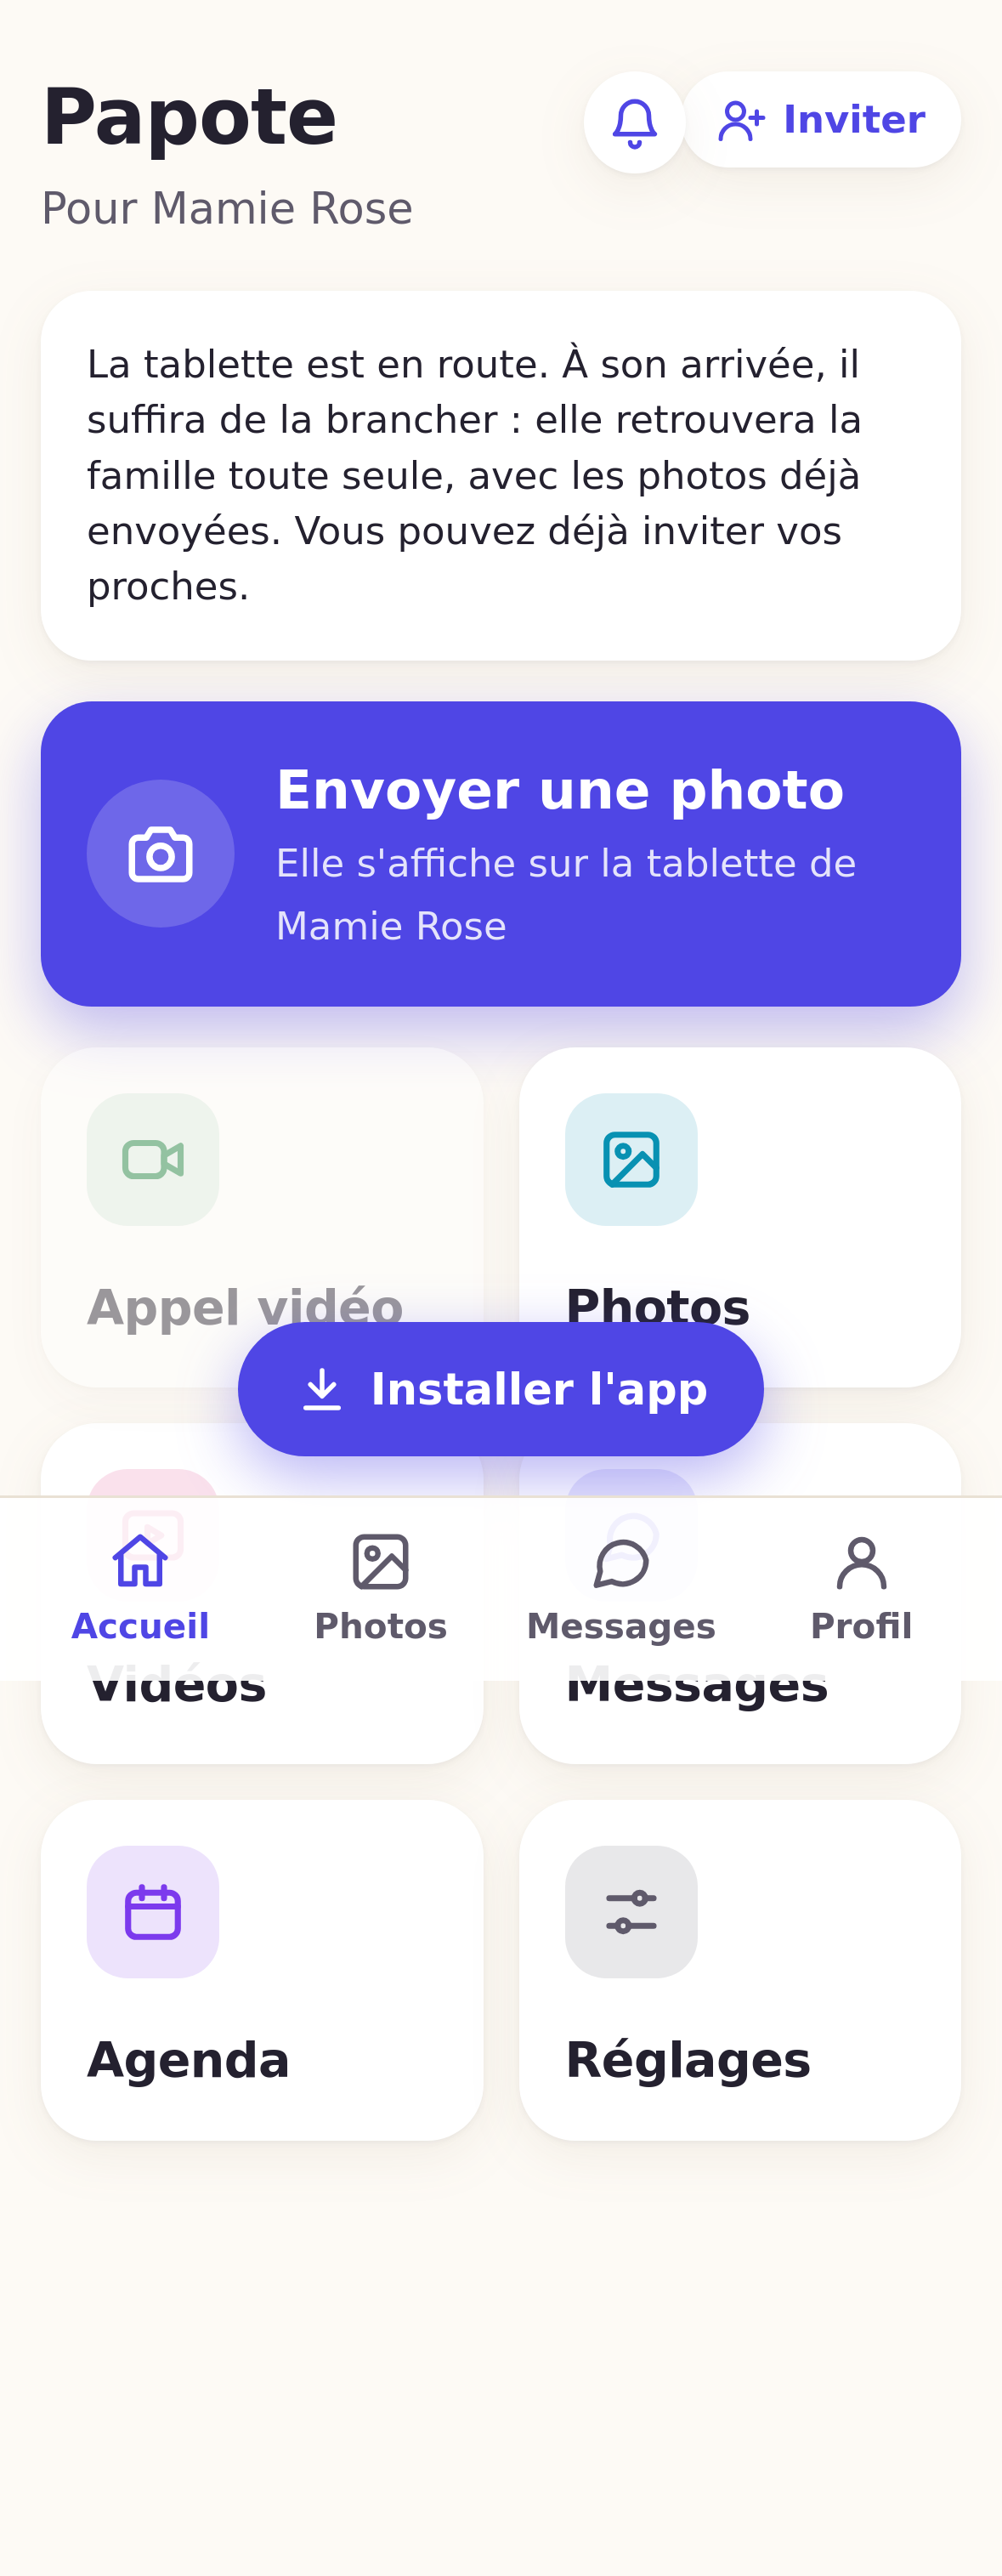 Papote
Inviter
Pour Mamie Rose
La tablette est en route. À son arrivée, il
suffira de la brancher : elle retrouvera la
famille toute seule, avec les photos déjà
envoyées. Vous pouvez déjà inviter vos
proches.
Envoyer une photo
Elle s'affiche sur la tablette de
Mamie Rose
Appel vidéo
Photos
Installer l'app
Accueil
Photos
Messages
Profil
Vidéos
Messages
Agenda
Réglages